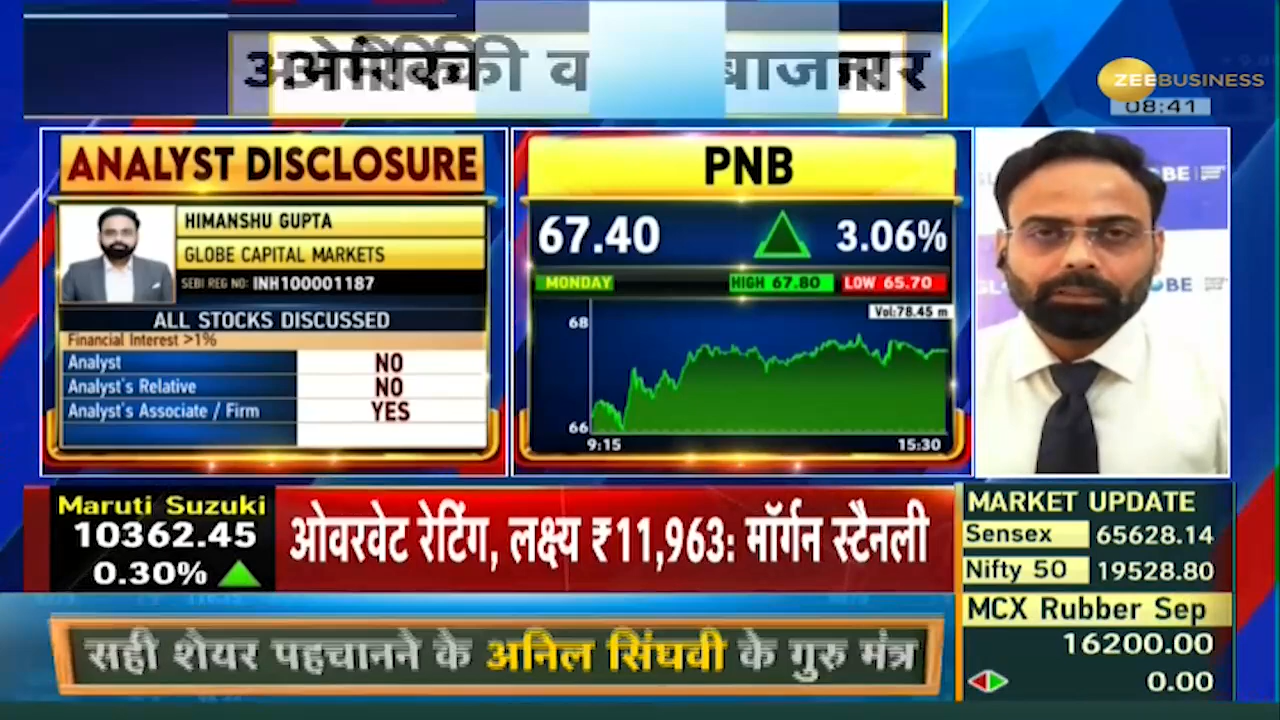 ZEEBUSINESS
08:41
ANALYST DISCLOSURE
HIMANSHU GUPTA
GLOBE CAPITAL MARKETS
SEBI REG NO: INH100001187
ALL STOCKS DISCUSSED
Financial Interest >1%
Analyst NO
Analyst's Relative NO
Analyst's Associate / Firm YES
PNB
67.40 3.06%
MONDAY HIGH 67.80 LOW 65.70
Vol:78.45 m
68
66
9:15 15:30
Maruti Suzuki
10362.45
0.30%
ओवरवेट रेटिंग, लक्ष्य ₹11,963: मॉर्गन स्टैनली
MARKET UPDATE
Sensex 65628.14
Nifty 50 19528.80
MCX Rubber Sep
16200.00
0.00
सही शेयर पहचानने के अनिल सिंघवी के गुरु मंत्र